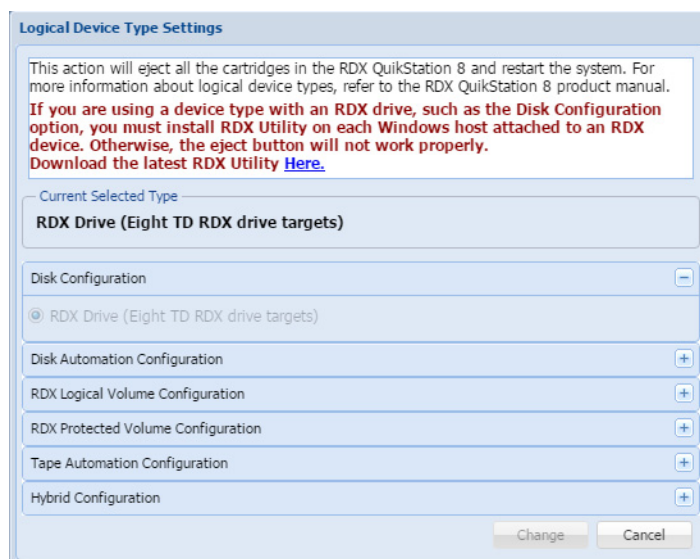 Logical Device Type Settings
This action will eject all the cartridges in the RDX QuikStation 8 and restart the system. For
more information about logical device types, refer to the RDX QuikStation 8 product manual.
If you are using a device type with an RDX drive, such as the Disk Configuration
option, you must install RDX Utility on each Windows host attached to an RDX
device. Otherwise, the eject button will not work properly.
Download the latest RDX Utility Here.
Current Selected Type
RDX Drive (Eight TD RDX drive targets)
Disk Configuration
RDX Drive (Eight TD RDX drive targets)
Disk Automation Configuration
RDX Logical Volume Configuration
RDX Protected Volume Configuration
Tape Automation Configuration
Hybrid Configuration
Change Cancel